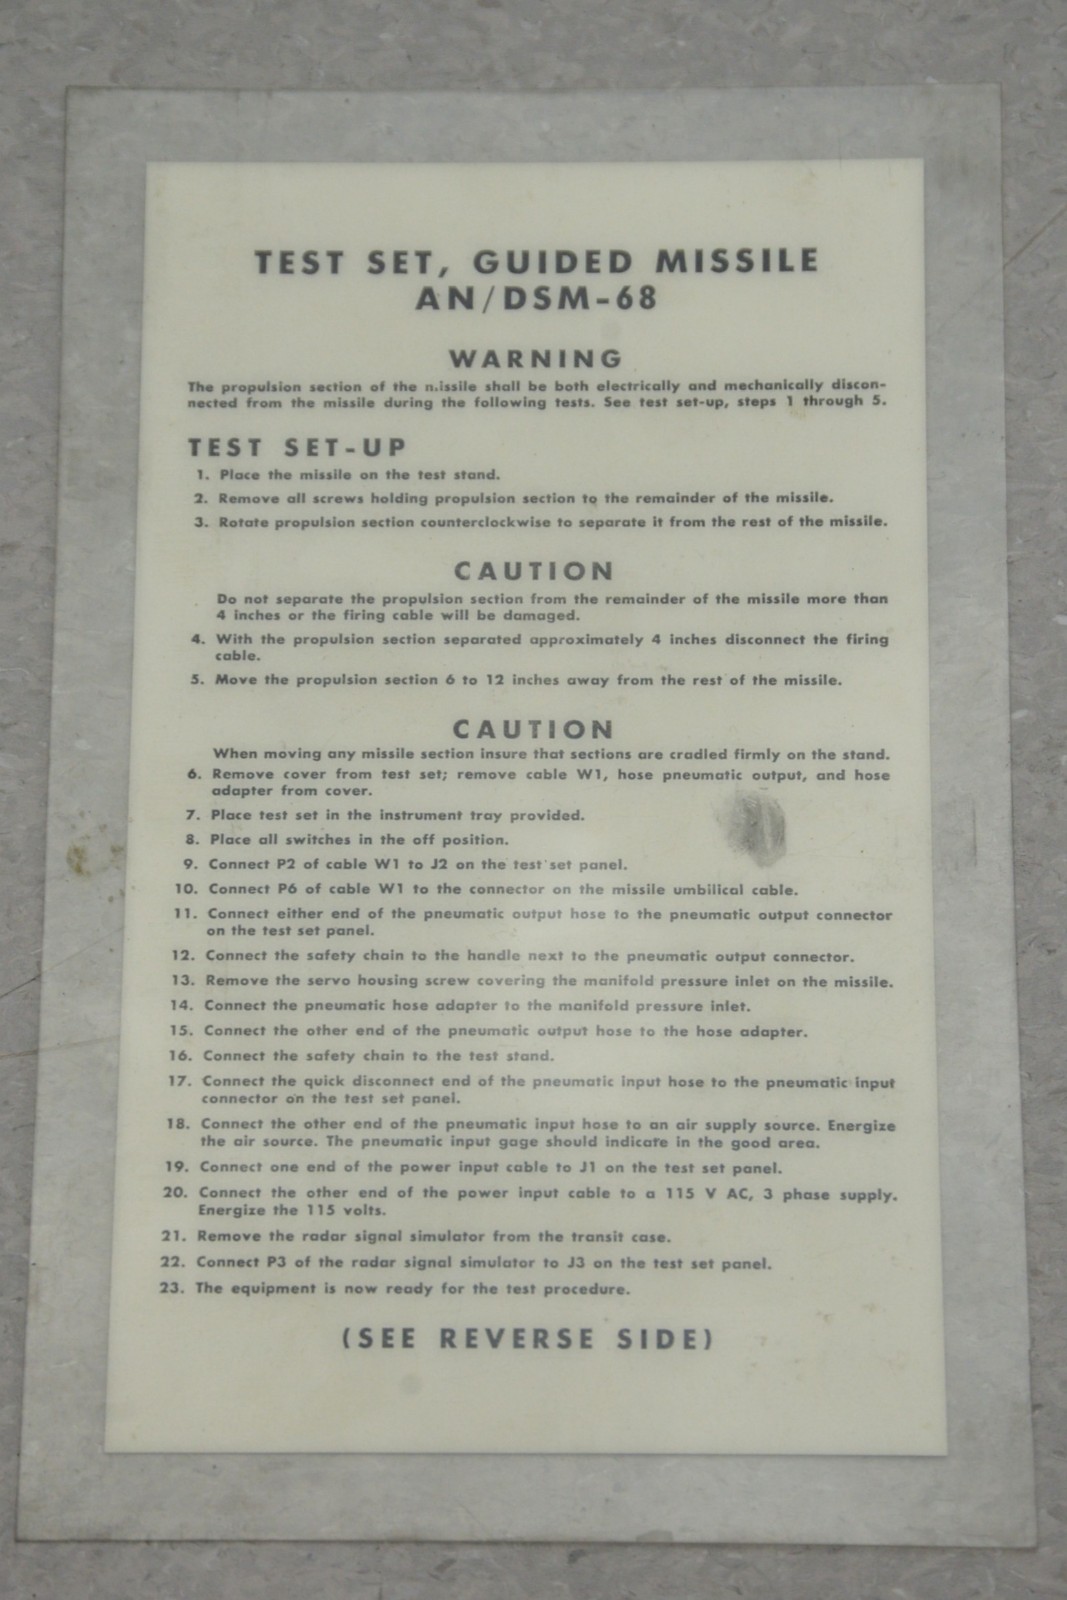 TEST SET, GUIDED MISSILE
AN/DSM-68
WARNING
The propulsion section of the n.issile shall be both electrically and mechanically discon-
nected from the missile during the following tests. See test set-up, steps 1 through 5.
TEST SET-UP
1. Place the missile on the test stand.
2. Remove all screws holding propulsion section to the remainder of the missile.
3. Rotate propulsion section counterclockwise to separate it from the rest of the missile.
CAUTION
Do not separate the propulsion section from the remainder of the missile more than
4 inches or the firing cable will be damaged.
4. With the propulsion section separated approximately 4 inches disconnect the firing
cable.
5. Move the propulsion section 6 to 12 inches away from the rest of the missile.
CAUTION
When moving any missile section insure that sections are cradled firmly on the stand.
6. Remove cover from test set; remove cable W1, hose pneumatic output, and hose
adapter from cover.
7. Place test set in the instrument tray provided.
8. Place all switches in the off position.
9. Connect P2 of cable W1 to J2 on the test set panel.
10. Connect P6 of cable W1 to the connector on the missile umbilical cable.
11. Connect either end of the pneumatic output hose to the pneumatic output connector
on the test set panel.
12. Connect the safety chain to the handle next to the pneumatic output connector.
13. Remove the servo housing screw covering the manifold pressure inlet on the missile.
14. Connect the pneumatic hose adapter to the manifold pressure inlet.
15. Connect the other end of the pneumatic output hose to the hose adapter.
16. Connect the safety chain to the test stand.
17. Connect the quick disconnect end of the pneumatic input hose to the pneumatic input
connector on the test set panel.
18. Connect the other end of the pneumatic input hose to an air supply source. Energize
the air source. The pneumatic input gage should indicate in the good area.
19. Connect one end of the power input cable to J1 on the test set panel.
20. Connect the other end of the power input cable to a 115 V AC, 3 phase supply.
Energize the 115 volts.
21. Remove the radar signal simulator from the transit case.
22. Connect P3 of the radar signal simulator to J3 on the test set panel.
23. The equipment is now ready for the test procedure.
(SEE REVERSE SIDE)